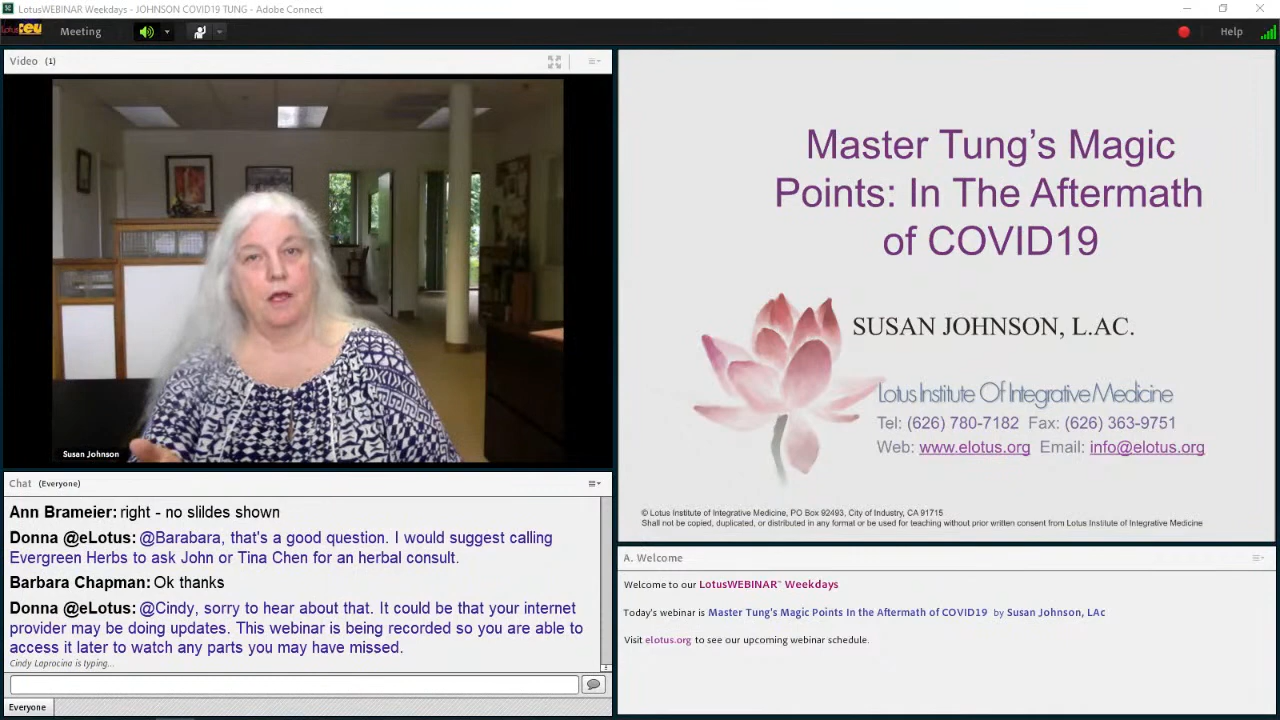 LotusWEBINAR Weekdays - JOHNSON COVID19 TUNG - Adobe Connect
Meeting
Help
Video (1)
Susan Johnson
Master Tung’s Magic
Points: In The Aftermath
of COVID19
SUSAN JOHNSON, L.AC.
Lotus Institute Of Integrative Medicine
Tel: (626) 780-7182 Fax: (626) 363-9751
Web: www.elotus.org Email: info@elotus.org
© Lotus Institute of Integrative Medicine, PO Box 92493, City of Industry, CA 91715
Shall not be copied, duplicated, or distributed in any format or be used for teaching without prior written consent from Lotus Institute of Integrative Medicine
Chat (Everyone)
Ann Brameier: right - no slildes shown
Donna @eLotus: @Barabara, that's a good question. I would suggest calling
Evergreen Herbs to ask John or Tina Chen for an herbal consult.
Barbara Chapman: Ok thanks
Donna @eLotus: @Cindy, sorry to hear about that. It could be that your internet
provider may be doing updates. This webinar is being recorded so you are able to
access it later to watch any parts you may have missed.
Cindy Laprocina is typing...
Everyone
A. Welcome
Welcome to our LotusWEBINAR™ Weekdays
Today's webinar is Master Tung's Magic Points In the Aftermath of COVID19 by Susan Johnson, LAc
Visit elotus.org to see our upcoming webinar schedule.